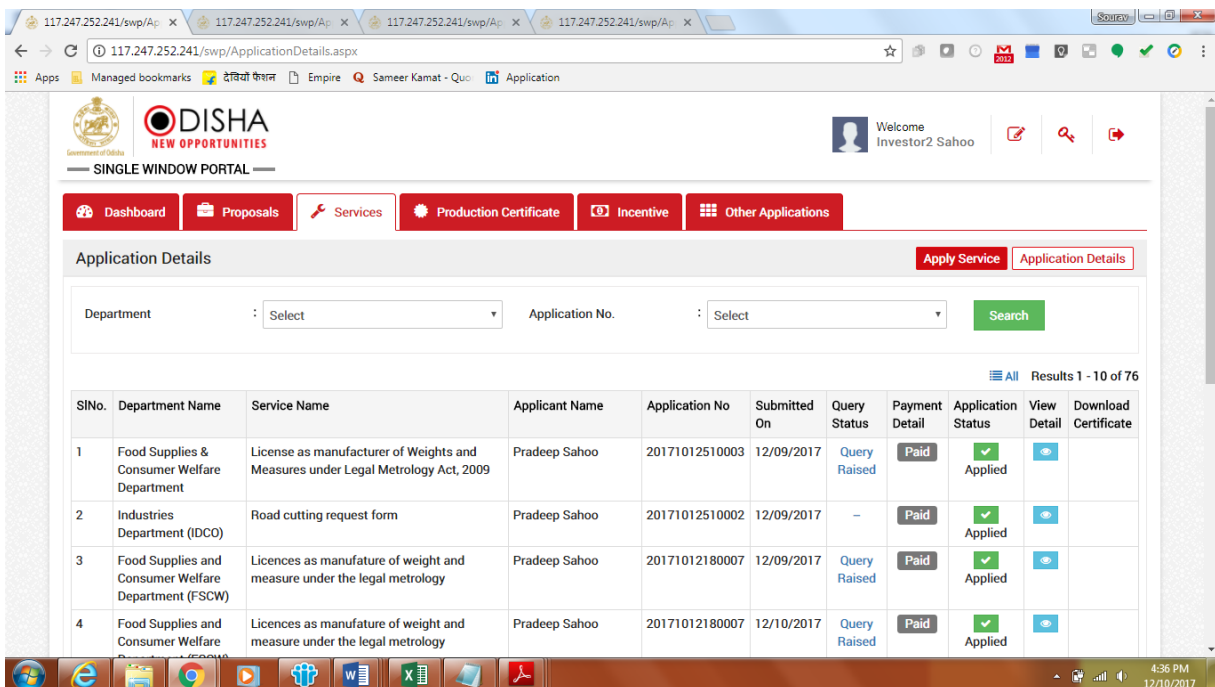 Sourav
117.247.252.241/swp/Ap
117.247.252.241/swp/Ap
117.247.252.241/swp/Ap
117.247.252.241/swp/Ap
117.247.252.241/swp/ApplicationDetails.aspx
2012
Apps Managed bookmarks देवियों फैशन Empire Q Sameer Kamat - Quo in Application
Government of Odisha
ODISHA
NEW OPPORTUNITIES
SINGLE WINDOW PORTAL
Welcome
Investor2 Sahoo
Dashboard Proposals Services Production Certificate Incentive Other Applications
Application Details Apply Service Application Details
Department : Select Application No. : Select Search
All Results 1 - 10 of 76
SlNo. Department Name Service Name Applicant Name Application No Submitted On Query Status Payment Detail Application Status View Detail Download Certificate
1 Food Supplies & Consumer Welfare Department License as manufacturer of Weights and Measures under Legal Metrology Act, 2009 Pradeep Sahoo 20171012510003 12/09/2017 Query Raised Paid Applied
2 Industries Department (IDCO) Road cutting request form Pradeep Sahoo 20171012510002 12/09/2017 – Paid Applied
3 Food Supplies and Consumer Welfare Department (FSCW) Licences as manufature of weight and measure under the legal metrology Pradeep Sahoo 20171012180007 12/09/2017 Query Raised Paid Applied
4 Food Supplies and Consumer Welfare Department (FSCW) Licences as manufature of weight and measure under the legal metrology Pradeep Sahoo 20171012180007 12/10/2017 Query Raised Paid Applied
4:36 PM
12/10/2017